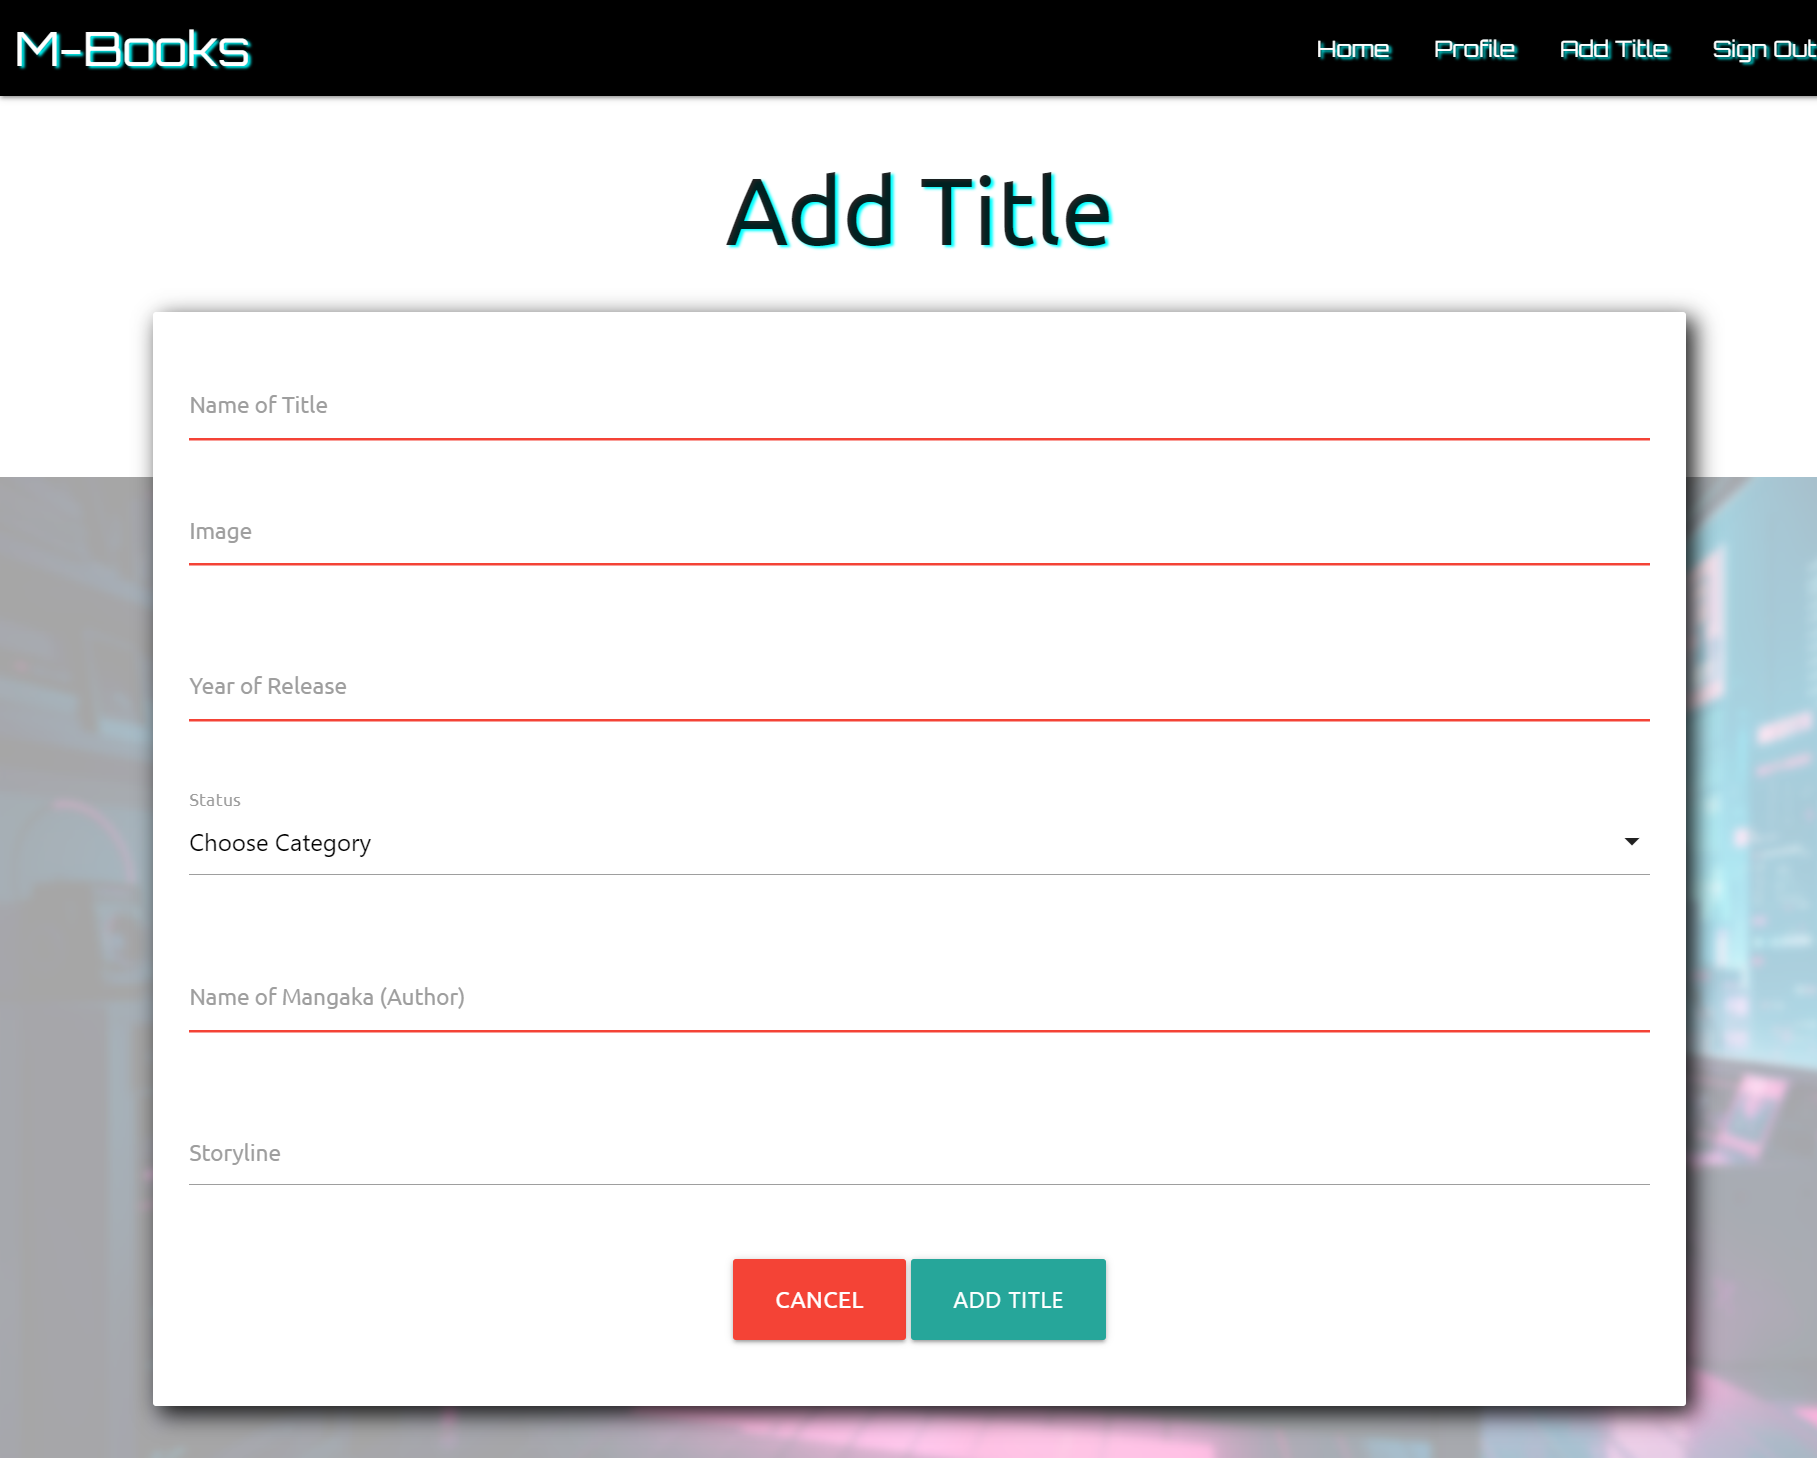 M-Books
Home Profile Add Title Sign Out
Add Title
Name of Title
Image
Year of Release
Status
Choose Category
Name of Mangaka (Author)
Storyline
CANCEL ADD TITLE